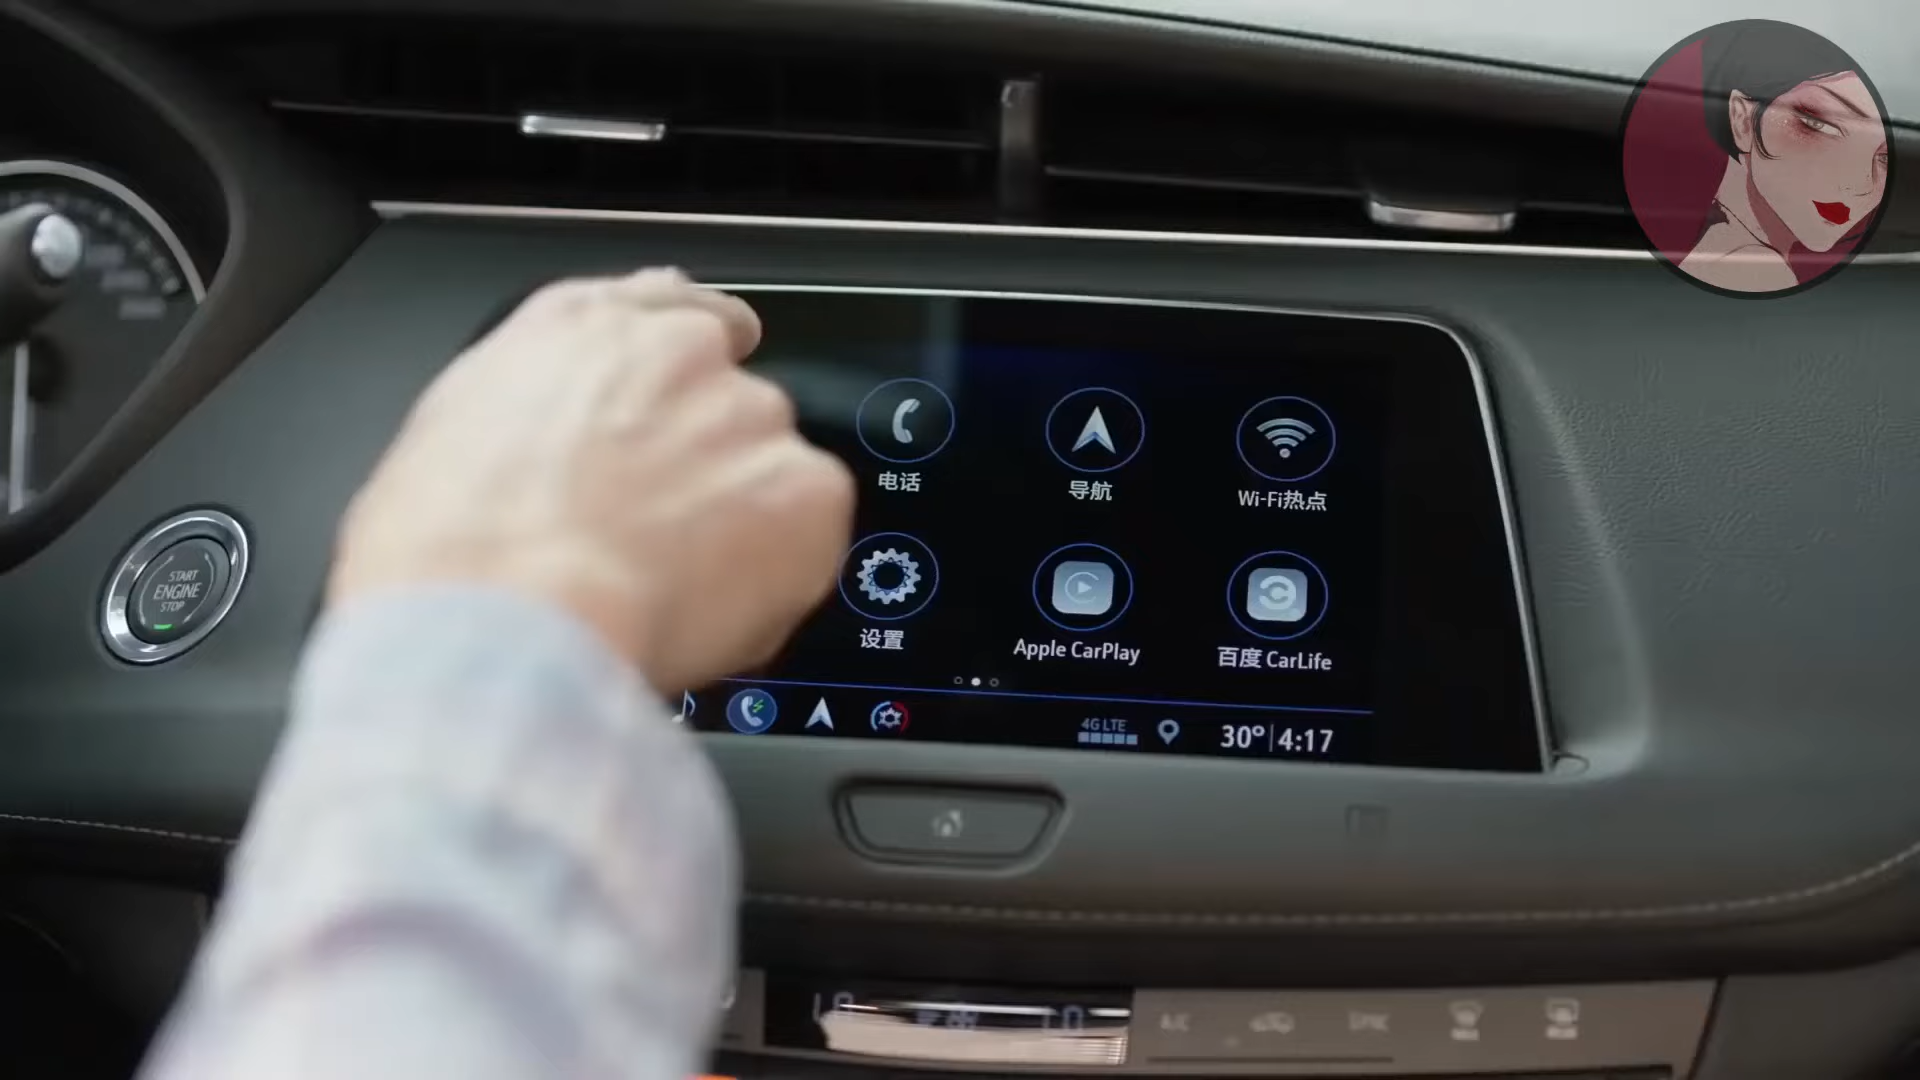 电话
导航
Wi-Fi热点
START
ENGINE
STOP
设置
Apple CarPlay
百度 CarLife
4G LTE
30° 4:17
A/C
SYNC